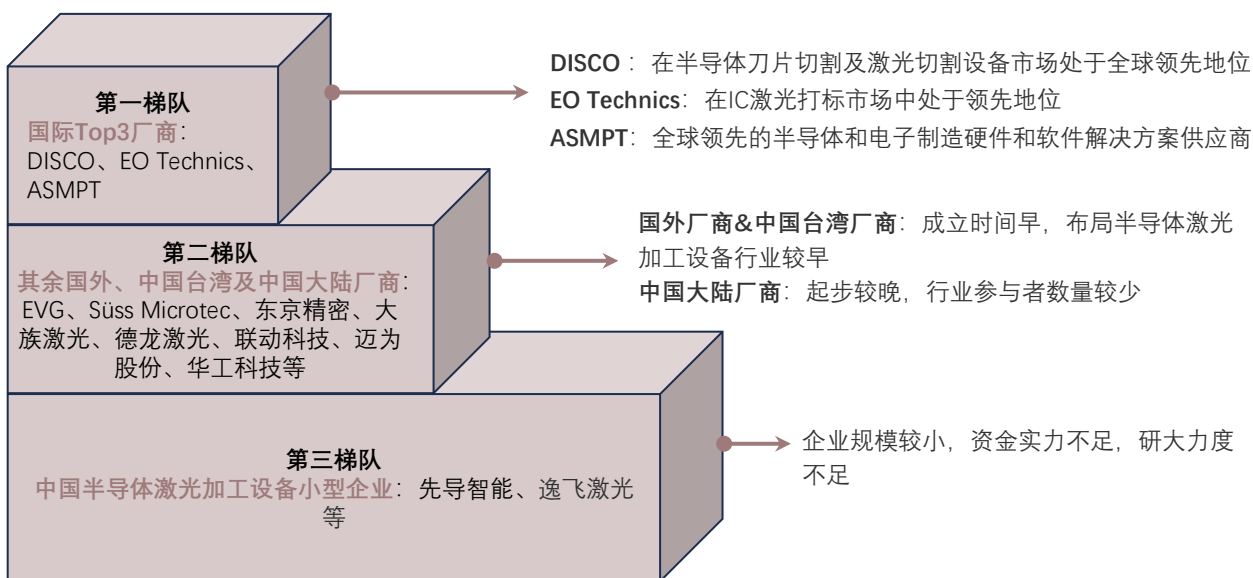 第一梯队
国际Top3厂商：
DISCO、EO Technics、
ASMPT
DISCO ：在半导体刀片切割及激光切割设备市场处于全球领先地位
EO Technics：在IC激光打标市场中处于领先地位
ASMPT：全球领先的半导体和电子制造硬件和软件解决方案供应商
第二梯队
其余国外、中国台湾及中国大陆厂商：
EVG、Süss Microtec、东京精密、大
族激光、德龙激光、联动科技、迈为
股份、华工科技等
国外厂商&中国台湾厂商：成立时间早，布局半导体激光
加工设备行业较早
中国大陆厂商：起步较晚，行业参与者数量较少
第三梯队
中国半导体激光加工设备小型企业：先导智能、逸飞激光
等
企业规模较小，资金实力不足，研大力度
不足